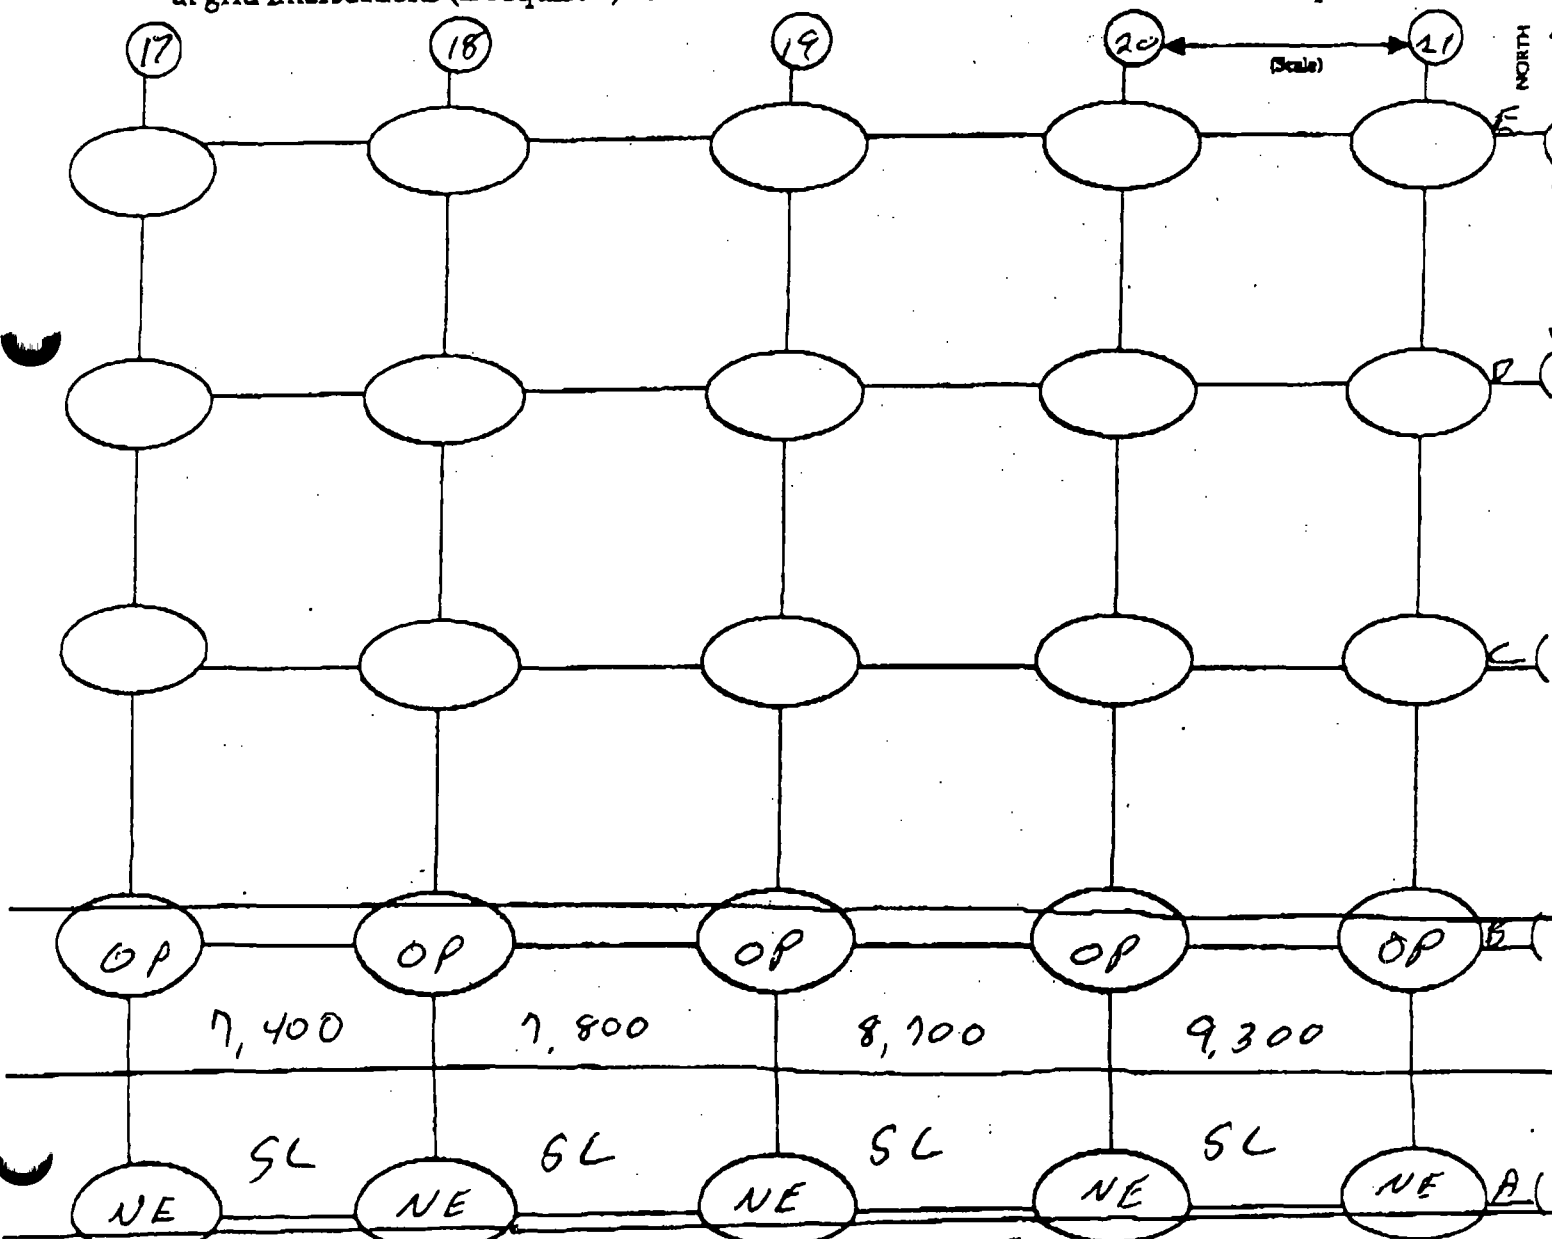 17 18 19 20 21
(Scale)
NORTH
E
D
C
OP OP OP OP OP B
7,400 7,800 8,700 9,300
SL SL SL SL
NE NE NE NE NE A